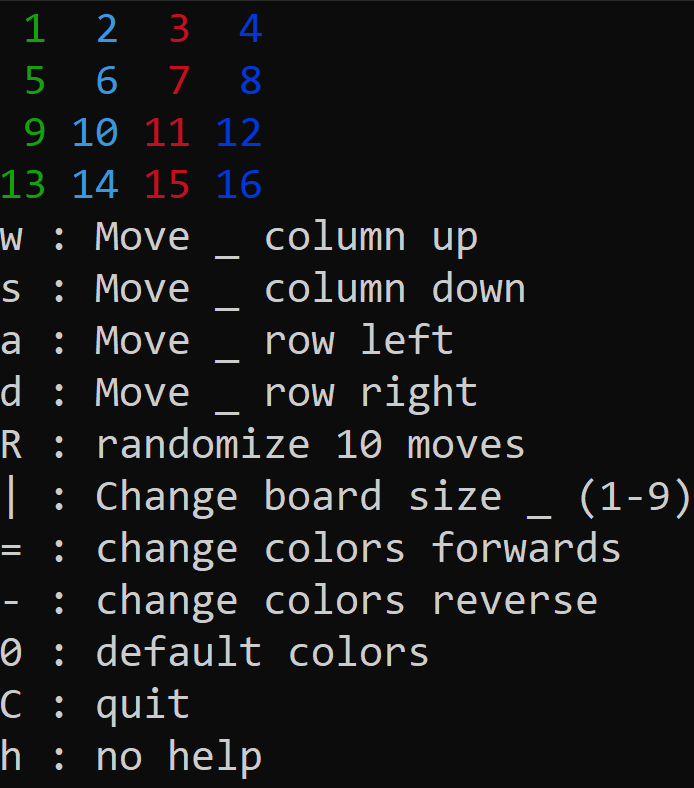 1 2 3 4
5 6 7 8
9 10 11 12
13 14 15 16
w : Move _ column up
s : Move _ column down
a : Move _ row left
d : Move _ row right
R : randomize 10 moves
| : Change board size _ (1-9)
= : change colors forwards
- : change colors reverse
0 : default colors
C : quit
h : no help